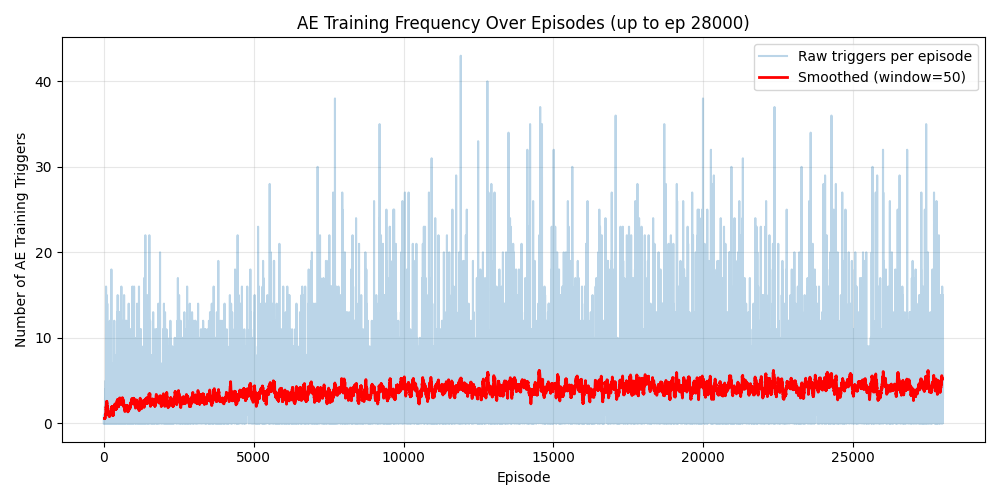 AE Training Frequency Over Episodes (up to ep 28000)
Raw triggers per episode
Smoothed (window=50)
Number of AE Training Triggers
40
30
20
10
0
0 5000 10000 15000 20000 25000
Episode